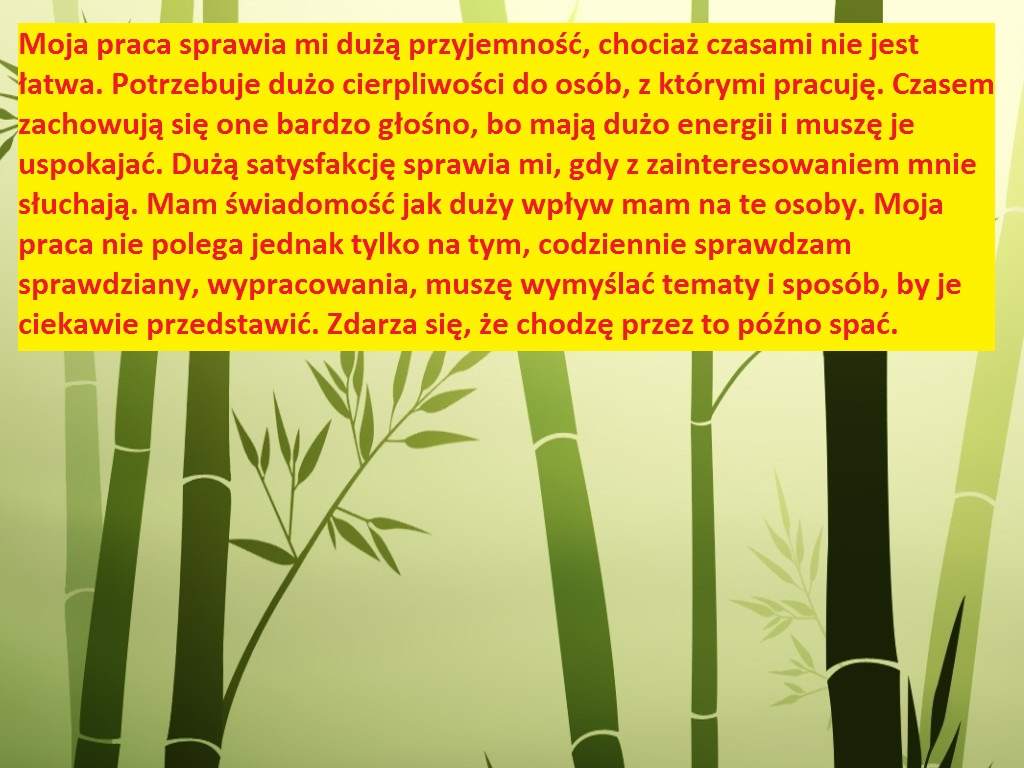 Moja praca sprawia mi dużą przyjemność, chociaż czasami nie jest
łatwa. Potrzebuje dużo cierpliwości do osób, z którymi pracuję. Czasem
zachowują się one bardzo głośno, bo mają dużo energii i muszę je
uspokajać. Dużą satysfakcję sprawia mi, gdy z zainteresowaniem mnie
słuchają. Mam świadomość jak duży wpływ mam na te osoby. Moja
praca nie polega jednak tylko na tym, codziennie sprawdzam
sprawdziany, wypracowania, muszę wymyślać tematy i sposób, by je
ciekawie przedstawić. Zdarza się, że chodzę przez to późno spać.